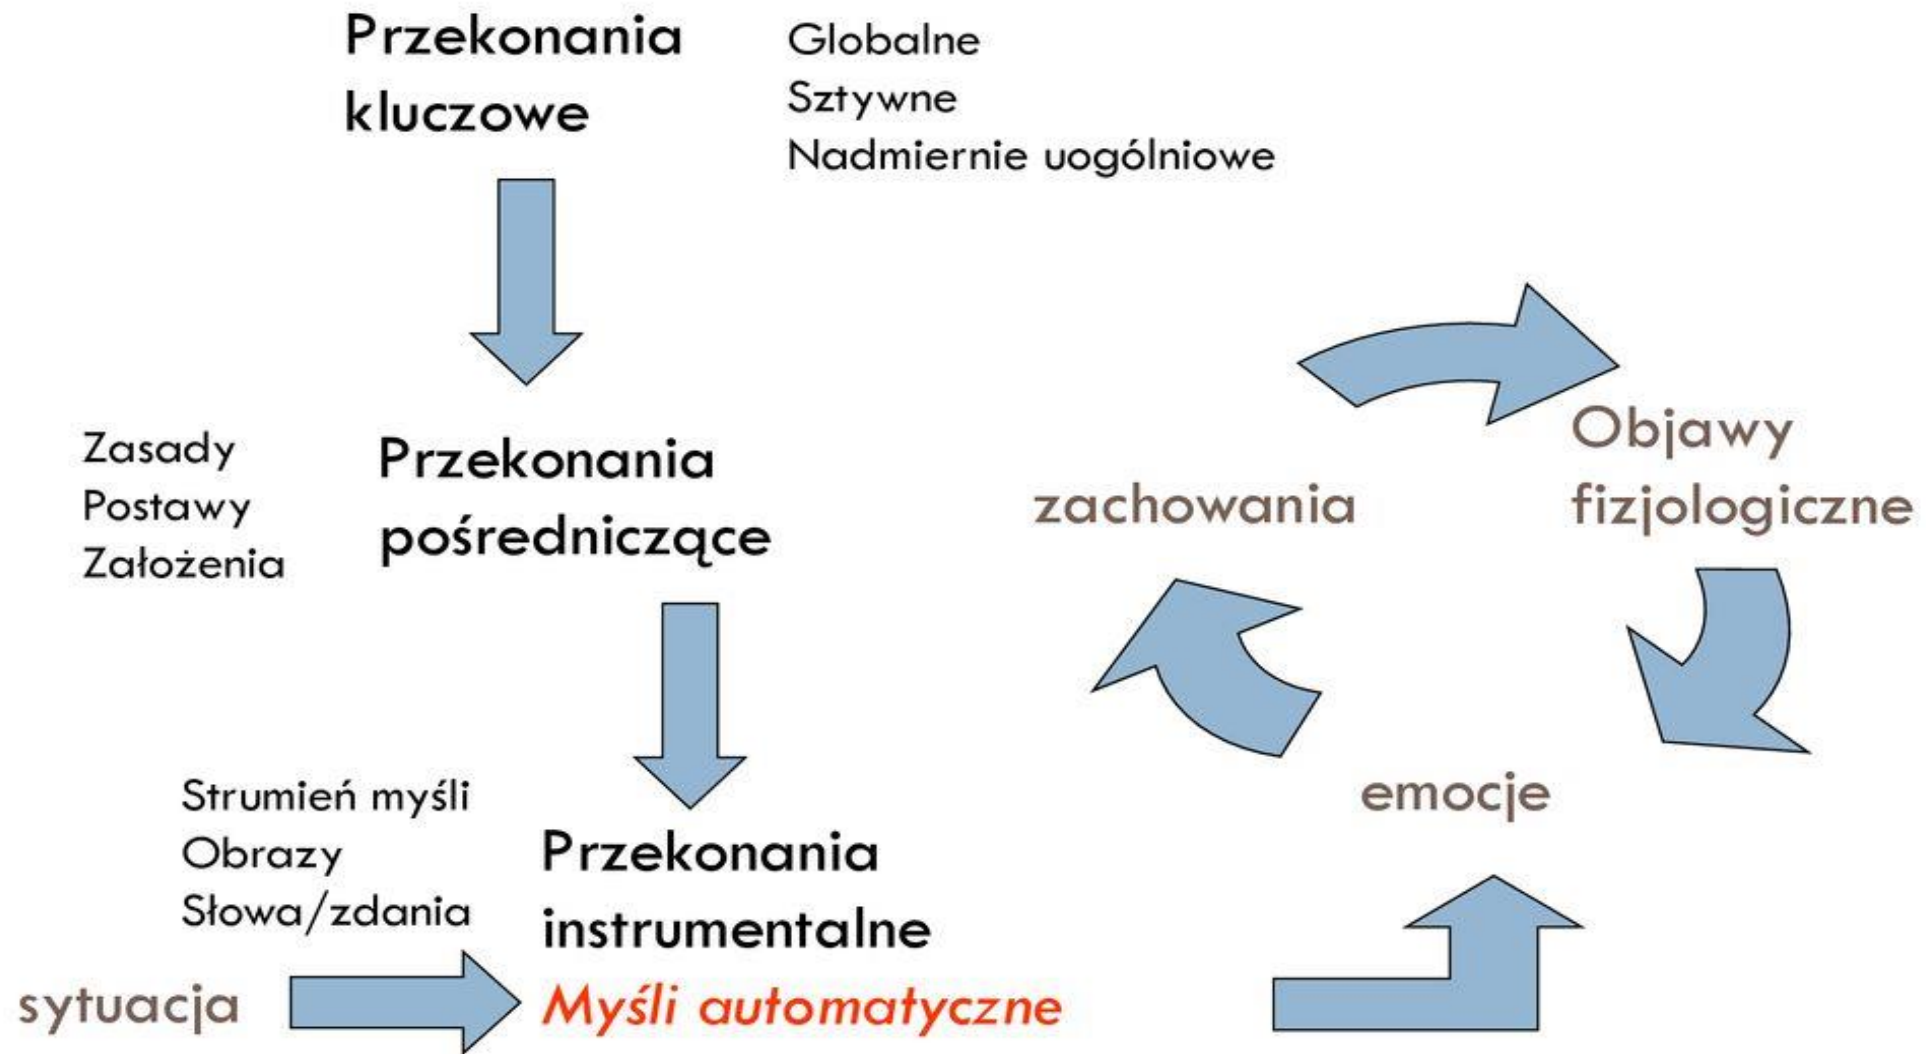 Przekonania
kluczowe
Globalne
Sztywne
Nadmiernie uogólniowe
Zasady
Postawy
Założenia
Przekonania
pośredniczące
zachowania
Objawy
fizjologiczne
Strumień myśli
Obrazy
Słowa/zdania
Przekonania
instrumentalne
emocje
sytuacja
Myśli automatyczne